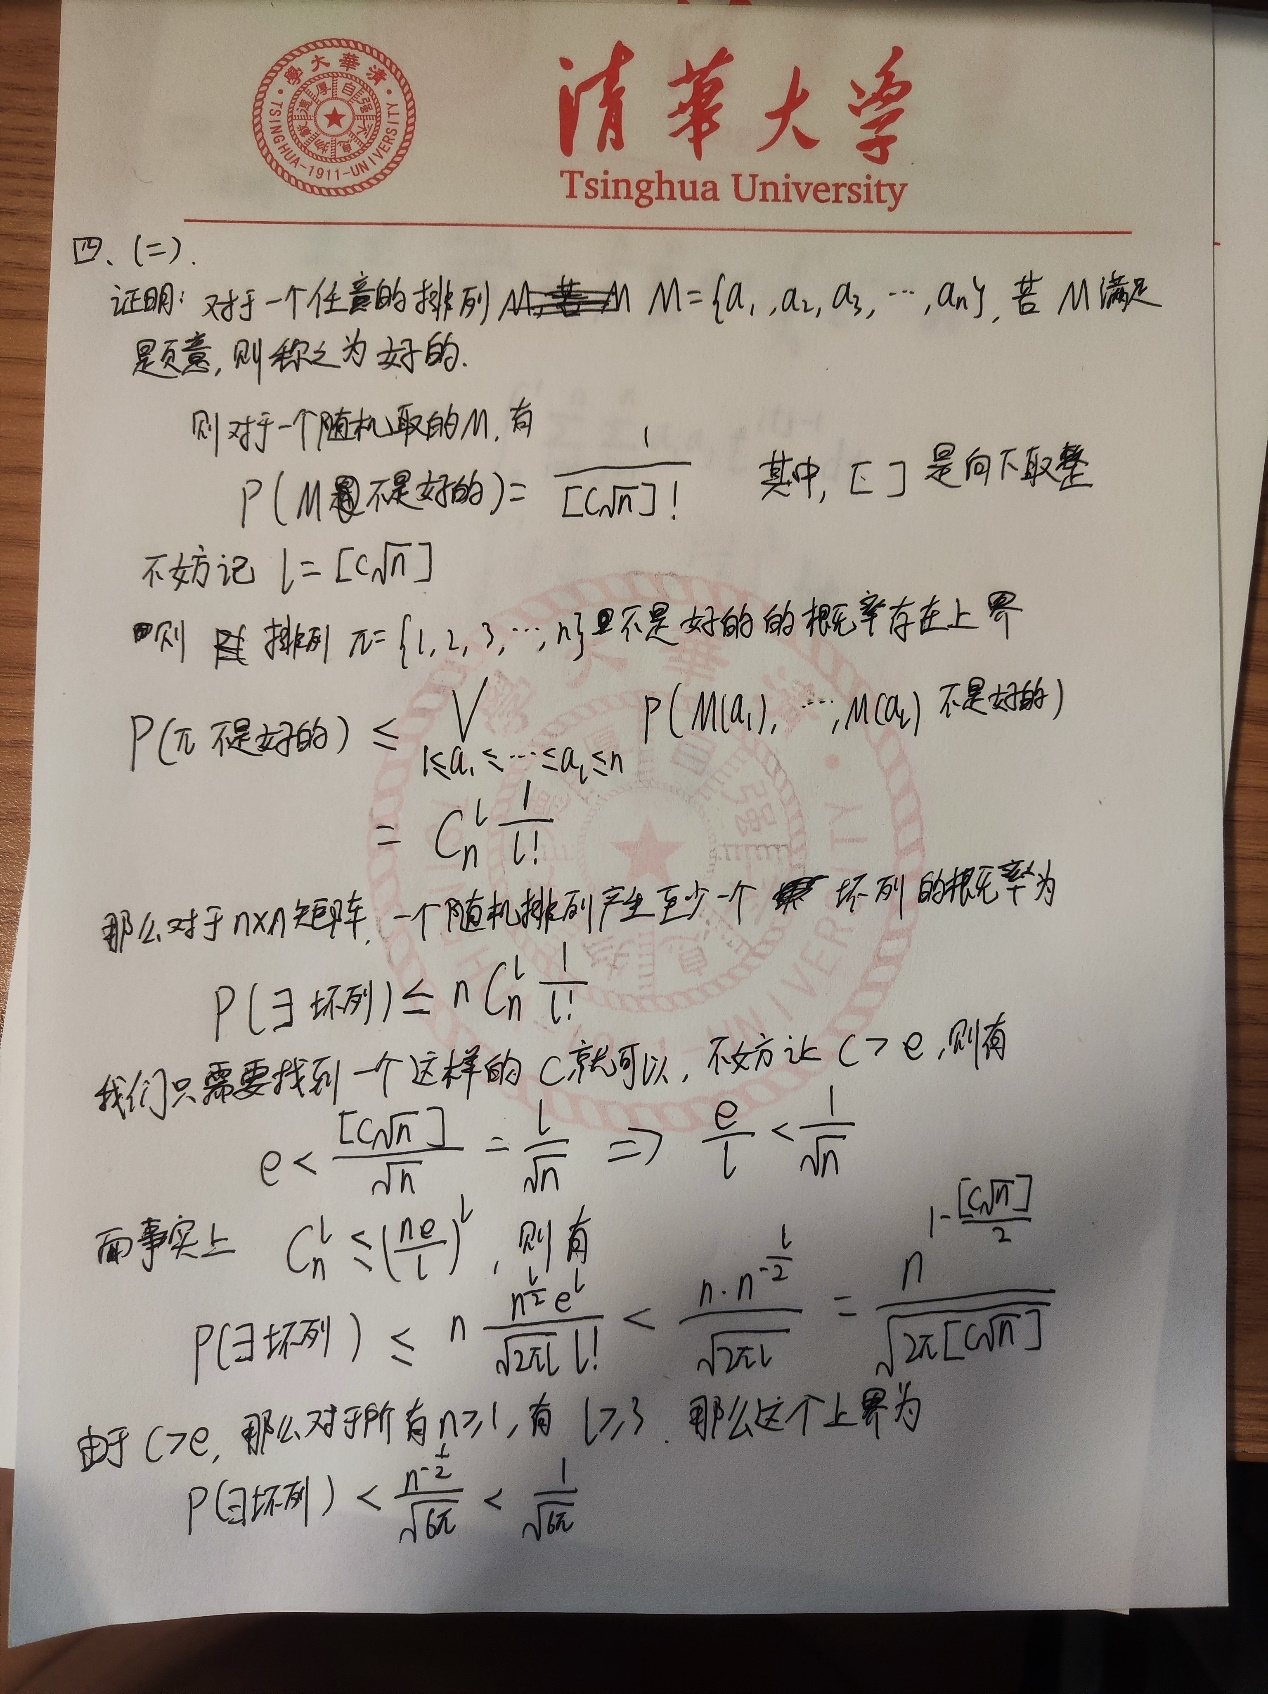 清華大学
Tsinghua University
四、(二).
证明: 对于一个任意的排列 M={a₁,a₂,a₃,…,aₙ}, 若 M 满足
是页意, 则称之为好的.
则对于一个随机取的M, 有
P(M 不是好的) = 1/([C√n]!) 其中, [ ] 是向下取整
不妨记 l = [C√n]
则 排列 π={1,2,3,…,n} 不是好的的概率存在上界
P(π 不是好的) ≤ ⋁_{1≤a₁≤…≤a_l≤n} P(M(a₁), …, M(a_l) 不是好的)
= C_n^l 1/l!
那么对于 n×n 矩阵, 一个随机排列产生至少一个 坏列的概率为
P(∃ 坏列) ≤ n C_n^l 1/l!
我们只需要找到一个这样的 C 就可以, 不妨让 C > e, 则有
e < [C√n]/√n = l/√n ⇒ e/l < 1/√n
而事实上 C_n^l ≤ (ne/l)^l, 则有
P(∃坏列) ≤ n (n^{l/2} e^l)/(√(2πl) l!) < (n·n^{-l/2})/√(2πl) = n^{1-[C√n]/2}/√(2π[C√n])
由于 C>e, 那么对于所有 n≥1, 有 l≥3. 那么这个上界为
P(∃坏列) < n^{-1/2}/√(6π) < 1/√(6π)